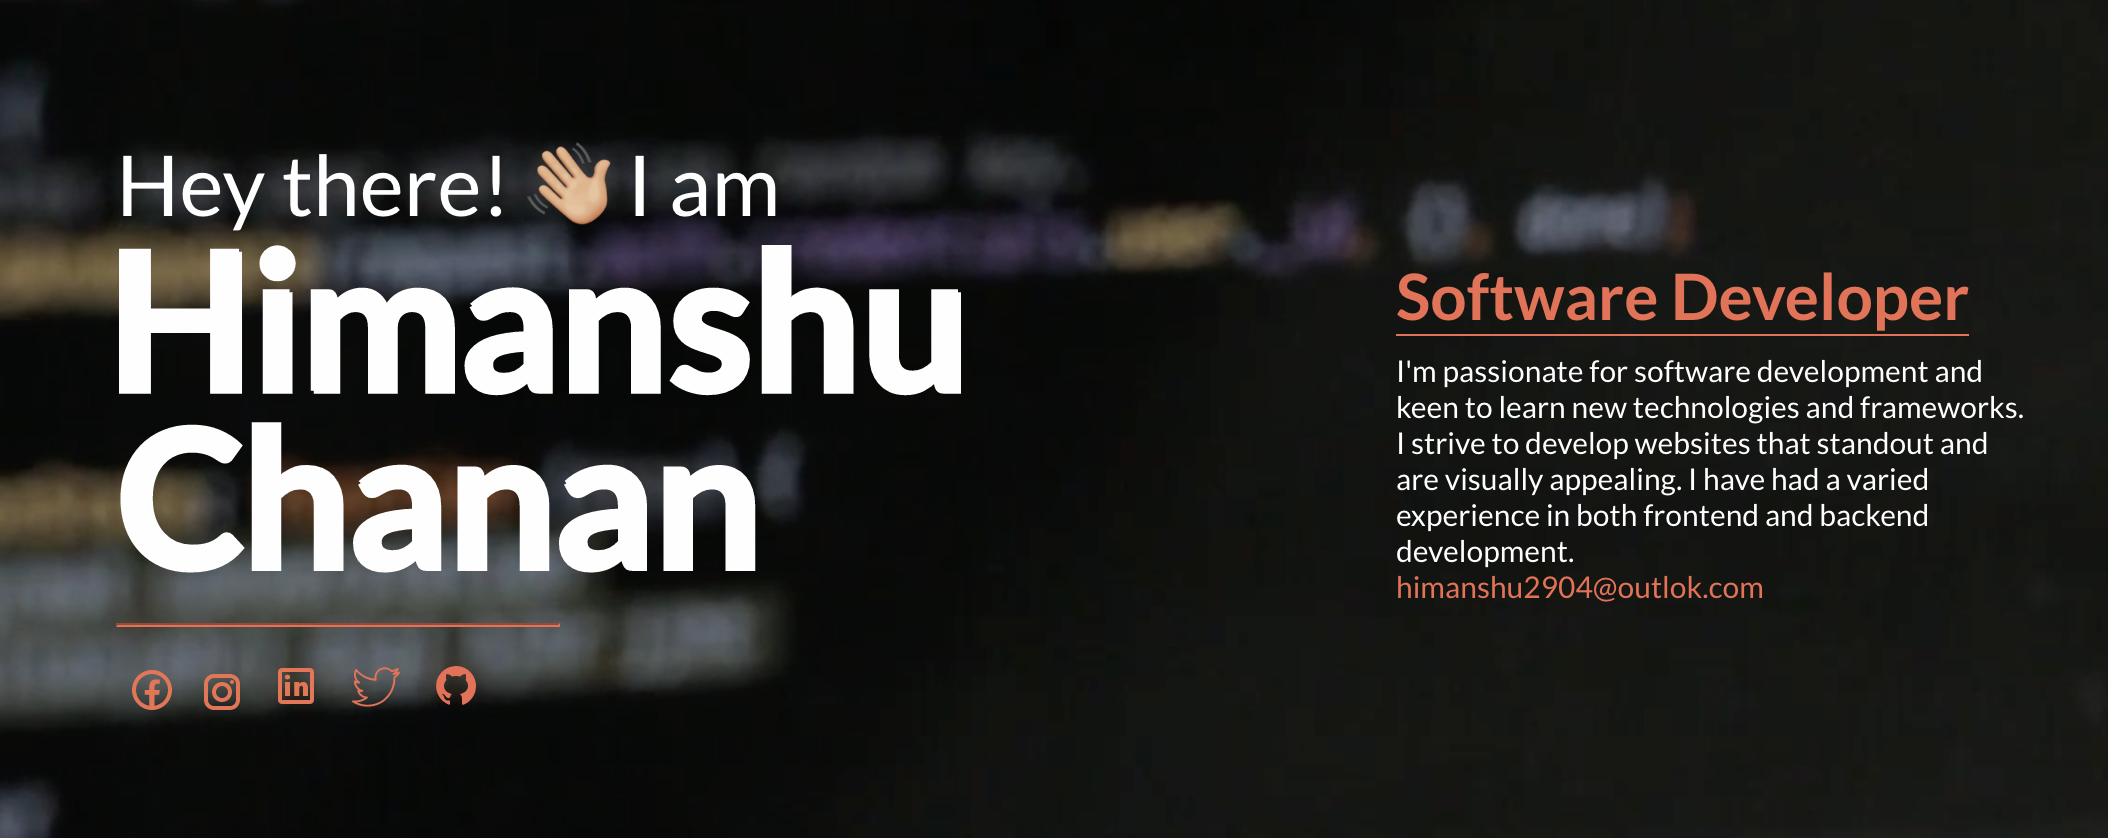 Hey there! 👋🏼 I am
Himanshu
Chanan
Software Developer
I'm passionate for software development and
keen to learn new technologies and frameworks.
I strive to develop websites that standout and
are visually appealing. I have had a varied
experience in both frontend and backend
development.
himanshu2904@outlok.com